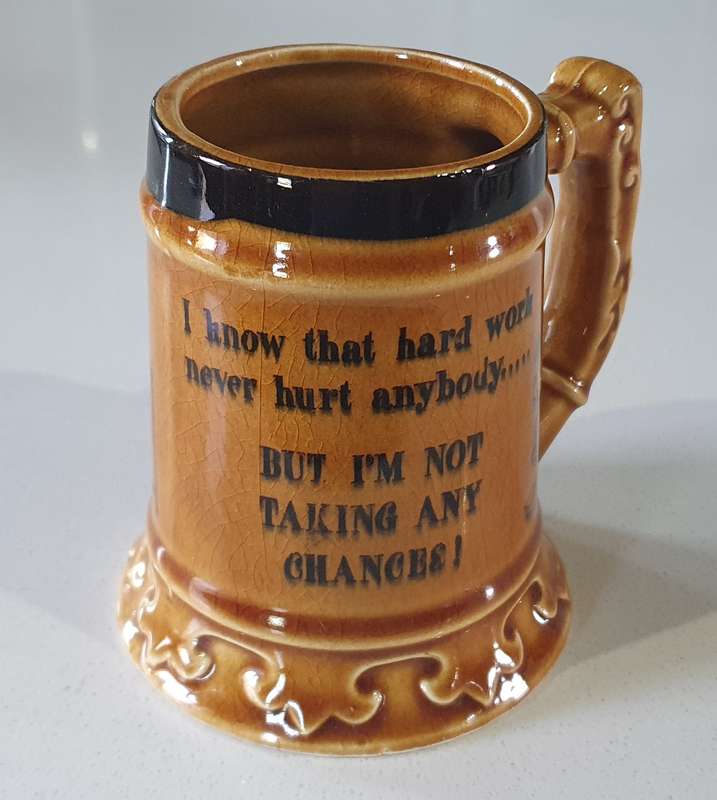 I know that hard work
never hurt anybody.....
BUT I'M NOT
TAKING ANY
CHANCES!